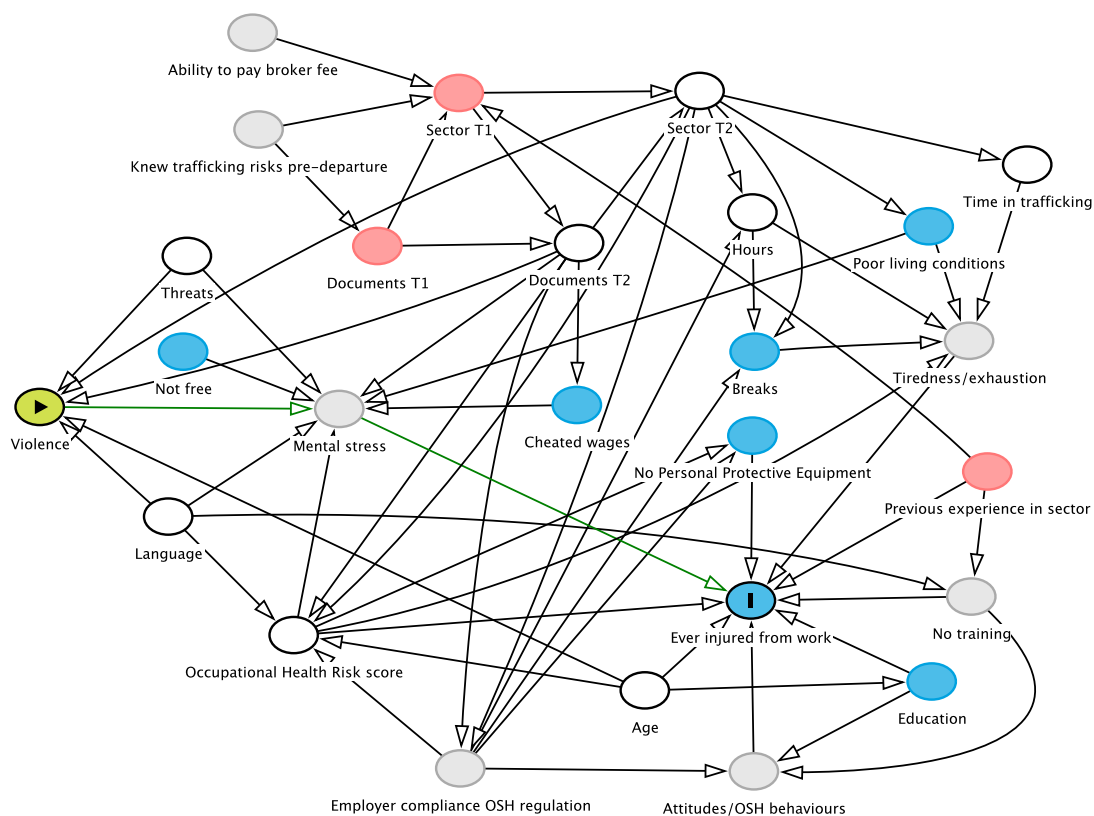 Ability to pay broker fee
Sector T1
Sector T2
Knew trafficking risks pre-departure
Time in trafficking
Hours
Poor living conditions
Documents T1
Documents T2
Threats
Not free
Breaks
Tiredness/exhaustion
Violence
Mental stress
Cheated wages
No Personal Protective Equipment
Previous experience in sector
Language
Ever injured from work
No training
Occupational Health Risk score
Age
Education
Employer compliance OSH regulation
Attitudes/OSH behaviours